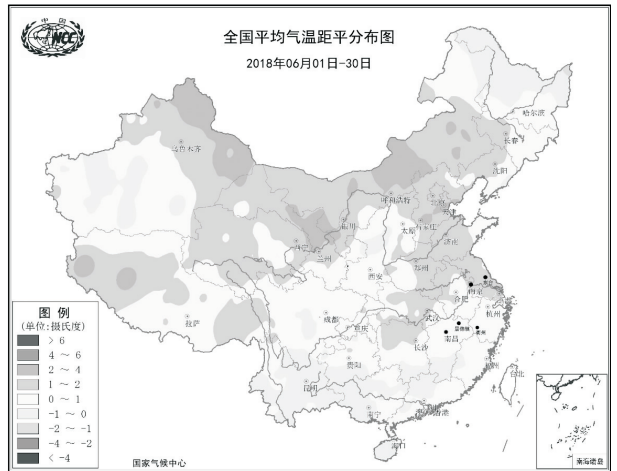 中国
NCC
全国平均气温距平分布图
2018年06月01日-30日
哈尔滨
长春
乌鲁木齐
沈阳
呼和浩特
北京
天津
银川
石家庄
太原
济南
西宁
兰州
郑州
西安
南京
合肥
拉萨
成都
武汉
杭州
重庆
南昌
衢州
长沙
贵阳
福州
台北
昆明
南宁
香港
海口
图 例
(单位:摄氏度)
> 6
4 ~ 6
2 ~ 4
1 ~ 2
0 ~ 1
-1 ~ 0
-2 ~ -1
-4 ~ -2
< -4
国家气候中心
南海诸岛